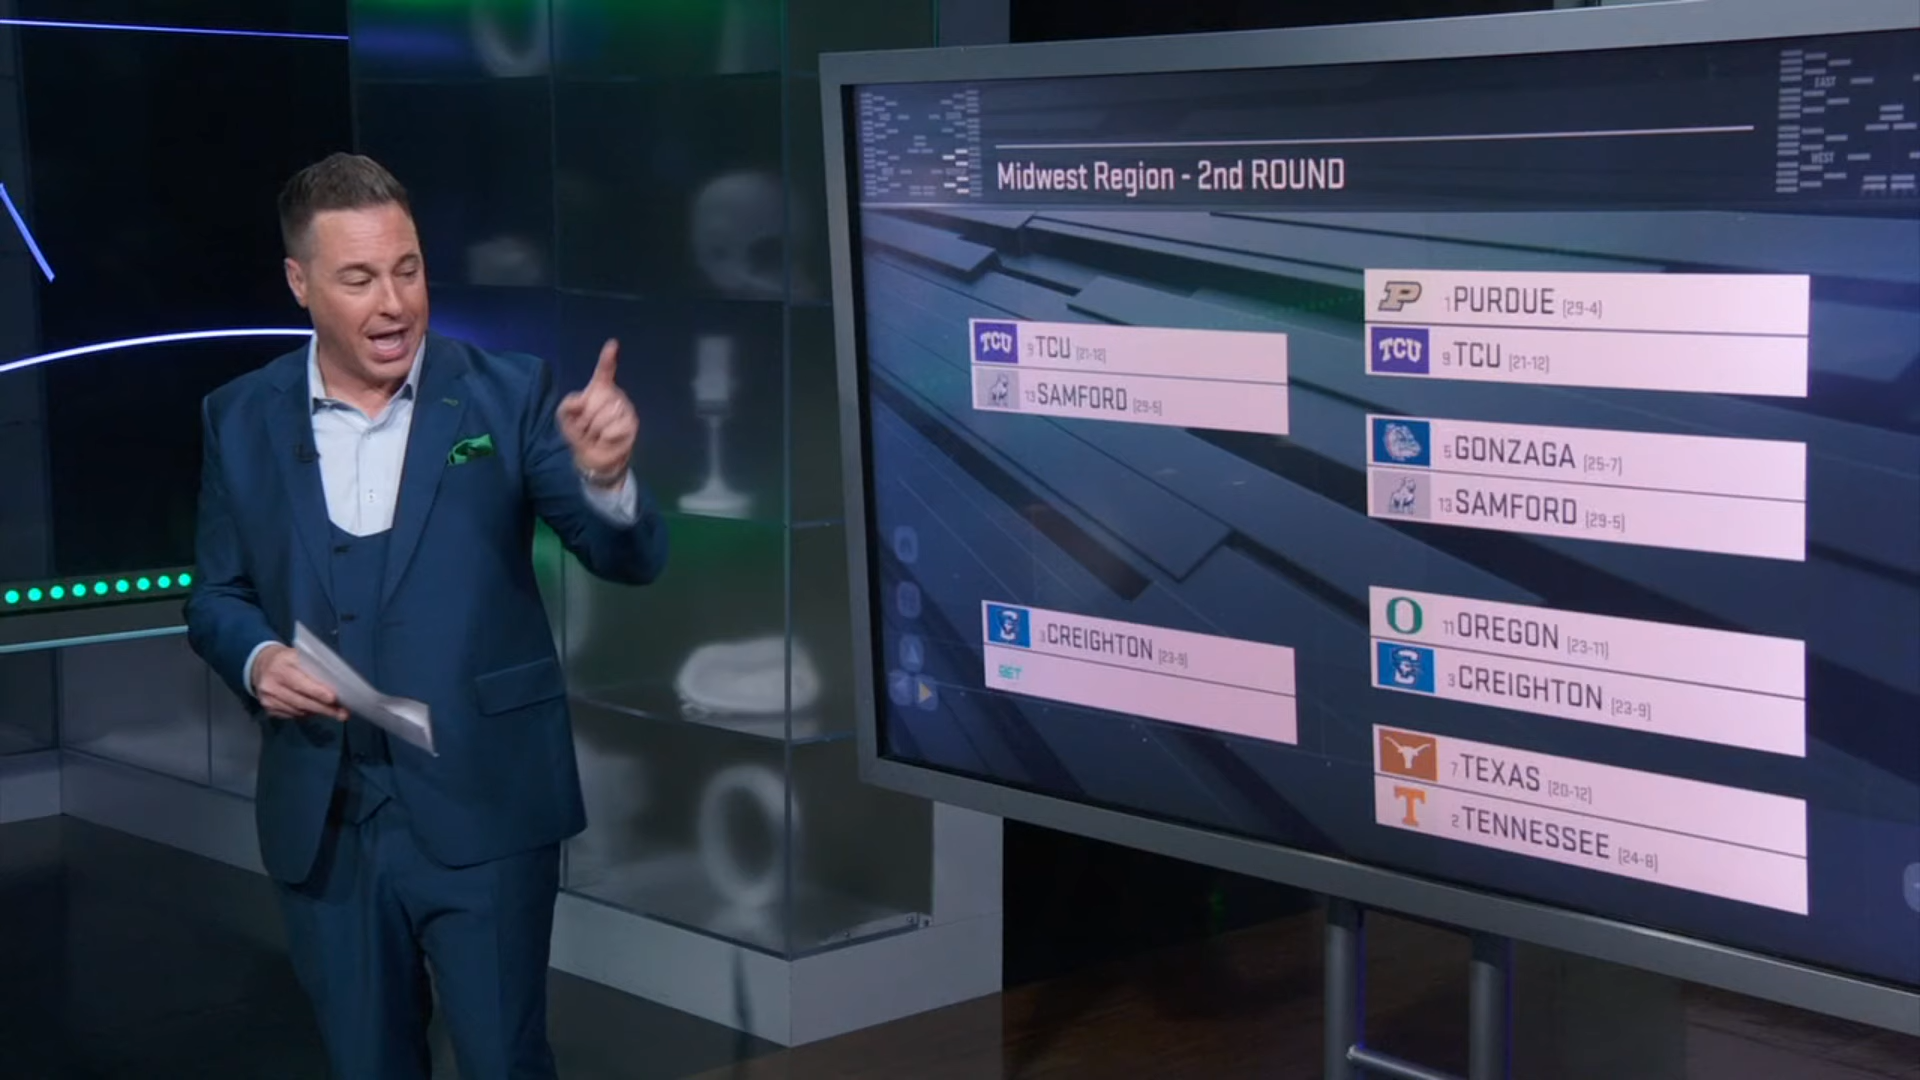 EAST
WEST
Midwest Region - 2nd ROUND
TCU 9 TCU (21-12)
13 SAMFORD (29-5)
3 CREIGHTON (23-9)
P 1 PURDUE (29-4)
TCU 9 TCU (21-12)
5 GONZAGA (25-7)
13 SAMFORD (29-5)
O 11 OREGON (23-11)
3 CREIGHTON (23-9)
7 TEXAS (20-12)
T 2 TENNESSEE (24-8)